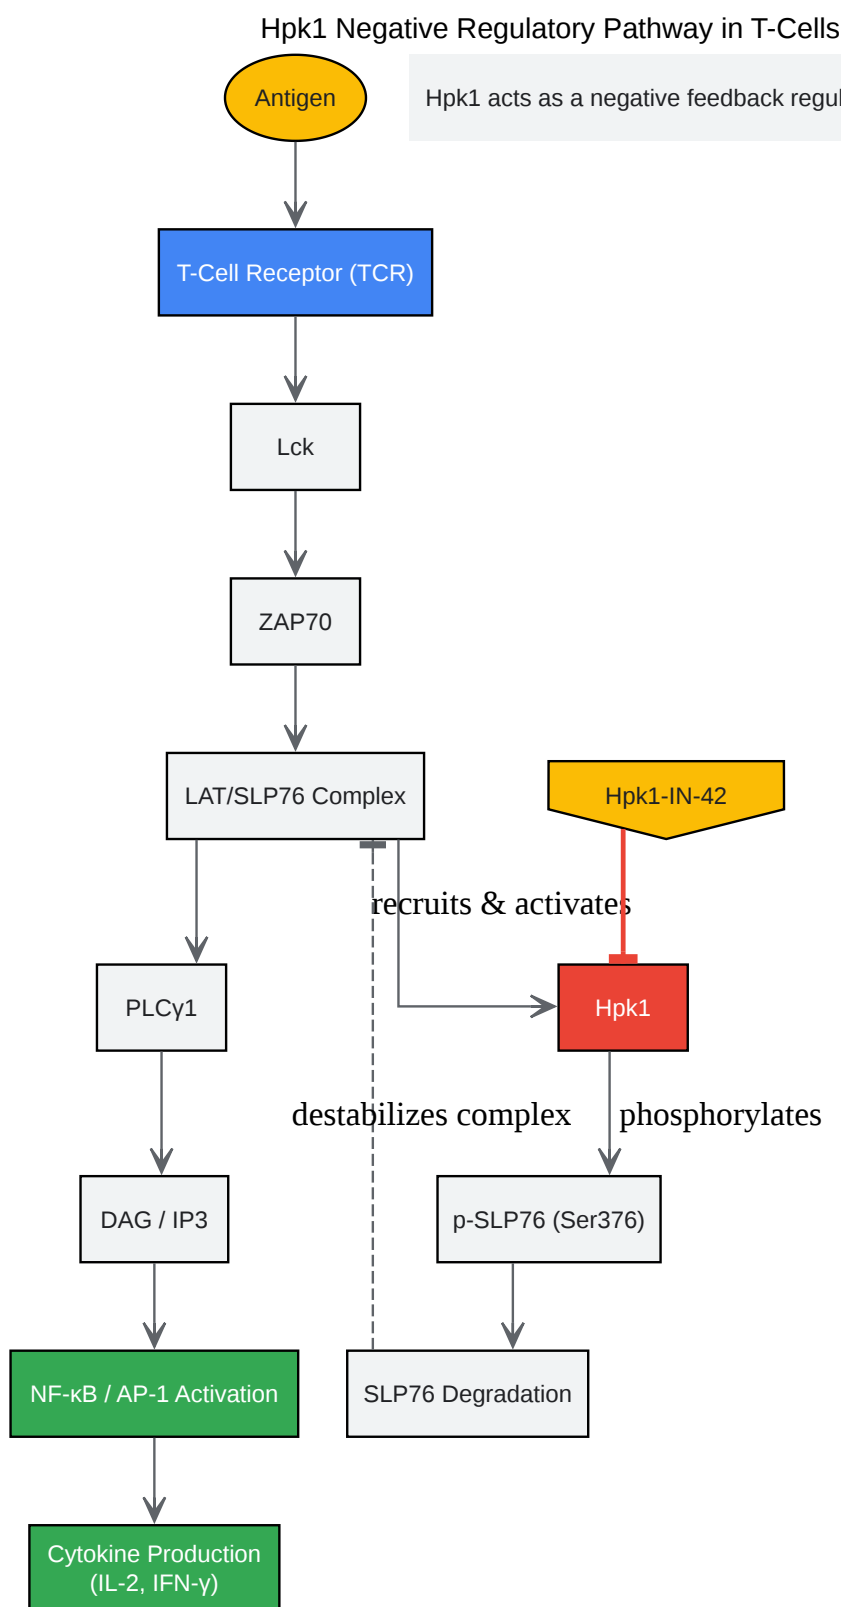 Hpk1 Negative Regulatory Pathway in T-Cells
Antigen
Hpk1 acts as a negative feedback regul
T-Cell Receptor (TCR)
Lck
ZAP70
LAT/SLP76 Complex
Hpk1-IN-42
recruits & activates
PLCγ1
Hpk1
destabilizes complex
phosphorylates
DAG / IP3
p-SLP76 (Ser376)
NF-κB / AP-1 Activation
SLP76 Degradation
Cytokine Production
(IL-2, IFN-γ)